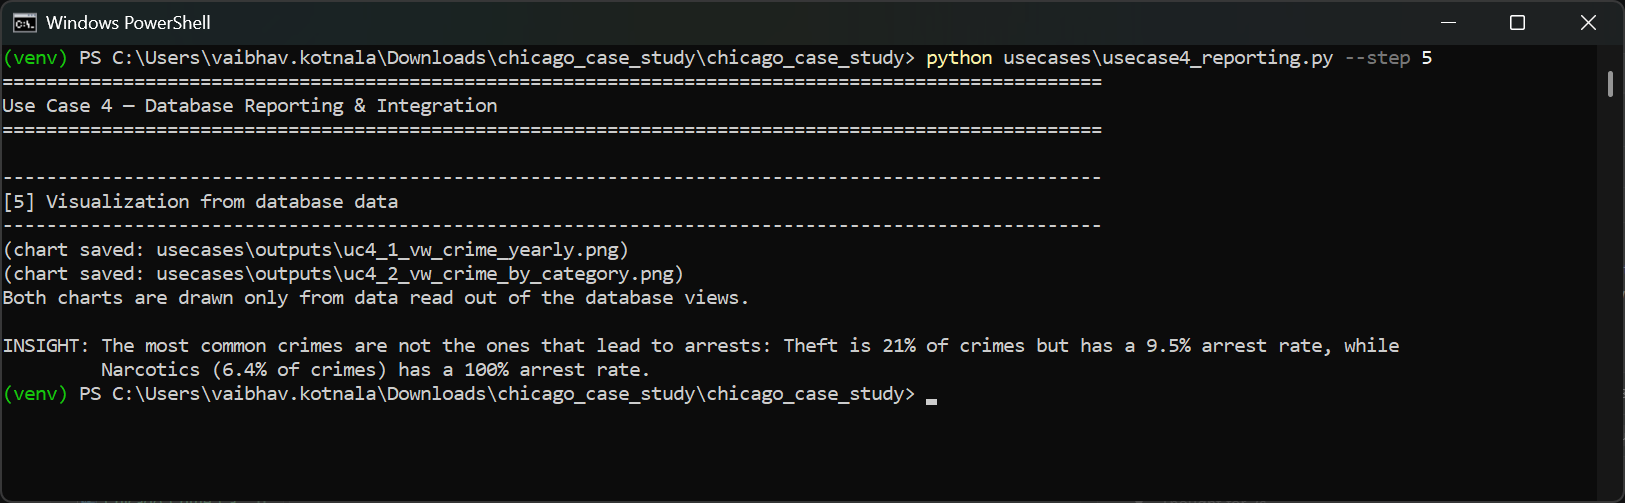 Windows PowerShell
(venv) PS C:\Users\vaibhav.kotnala\Downloads\chicago_case_study\chicago_case_study> python usecases\usecase4_reporting.py --step 5
====================================================================================================
Use Case 4 — Database Reporting & Integration
====================================================================================================
----------------------------------------------------------------------------------------------------
[5] Visualization from database data
----------------------------------------------------------------------------------------------------
(chart saved: usecases\outputs\uc4_1_vw_crime_yearly.png)
(chart saved: usecases\outputs\uc4_2_vw_crime_by_category.png)
Both charts are drawn only from data read out of the database views.
INSIGHT: The most common crimes are not the ones that lead to arrests: Theft is 21% of crimes but has a 9.5% arrest rate, while
Narcotics (6.4% of crimes) has a 100% arrest rate.
(venv) PS C:\Users\vaibhav.kotnala\Downloads\chicago_case_study\chicago_case_study>